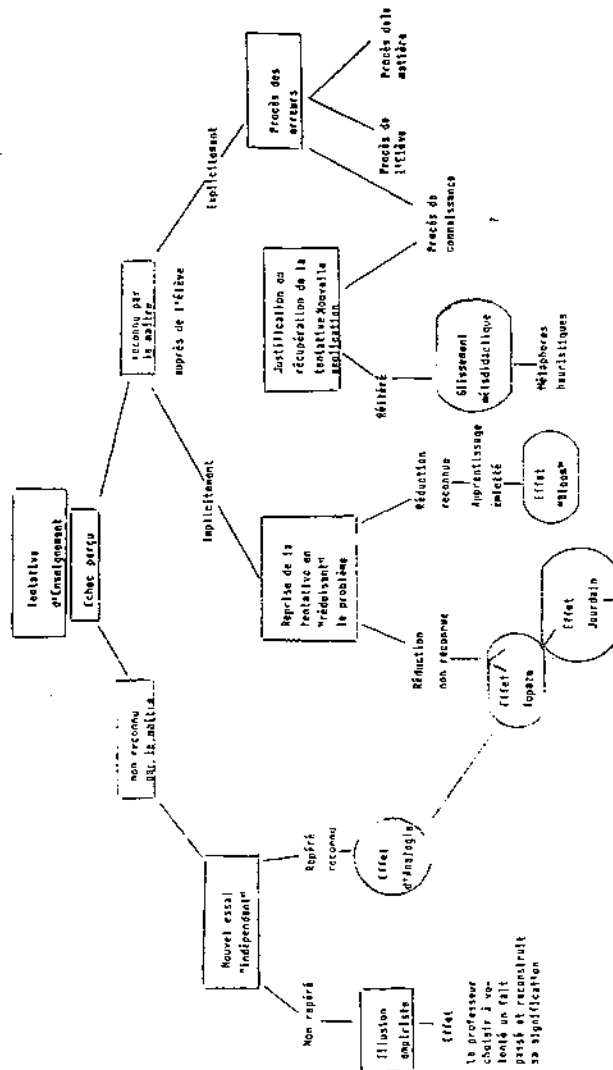 Tentative
d'Enseignement
Echec perçu
non reconnu
par le maître
reconnu par
le maître
auprès de l'élève
Implicitement
Explicitement
Nouvel essai
"indépendant"
Reprise de la
tentative en
"réduisant"
le problème
Justification ou
récupération de la
tentative Nouvelle
explication
Procès des
erreurs
Non repéré
Repéré
reconnu
Réduction
non reconnue
Réduction
reconnue
Apprentissage
émietté
Réitéré
Procès de
connaissance
?
Procès de
l'Elève
Procès de la
matière
Illusion
empiriste
Effet
d'Analogie
Effet
Topaze
Effet
Jourdain
Effet
"Bloom"
Glissement
métadidactique
Métaphores
heuristiques
Effet
le professeur
choisir à vo-
lonté un fait
passé et reconstruit
sa signification